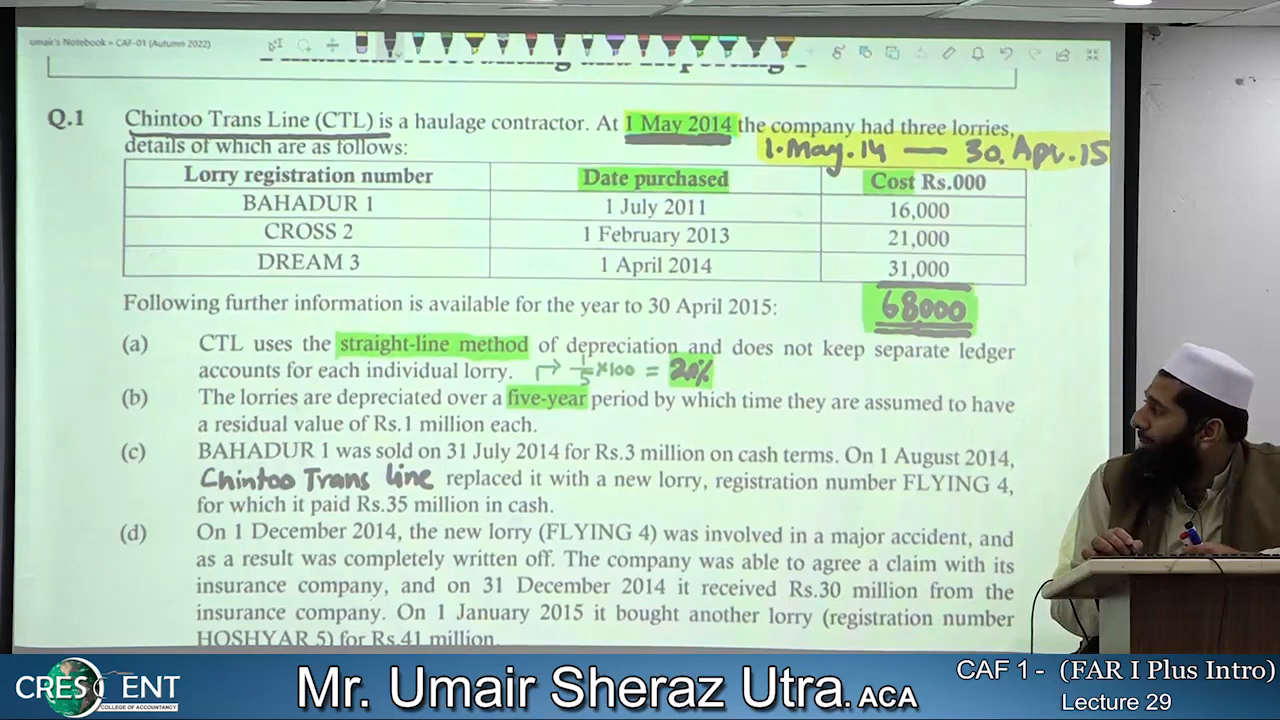 umair's Notebook » CAF-01 (Autumn 2022)
Financial Accounting and Reporting
Q.1 Chintoo Trans Line (CTL) is a haulage contractor. At 1 May 2014 the company had three lorries,
details of which are as follows:
1.May.14 — 30.Apr.15
Lorry registration number Date purchased Cost Rs.000
BAHADUR 1 1 July 2011 16,000
CROSS 2 1 February 2013 21,000
DREAM 3 1 April 2014 31,000
68000
Following further information is available for the year to 30 April 2015:
(a) CTL uses the straight-line method of depreciation and does not keep separate ledger
accounts for each individual lorry. → 1/5 × 100 = 20%
(b) The lorries are depreciated over a five-year period by which time they are assumed to have
a residual value of Rs.1 million each.
(c) BAHADUR 1 was sold on 31 July 2014 for Rs.3 million on cash terms. On 1 August 2014,
Chintoo Trans line replaced it with a new lorry, registration number FLYING 4,
for which it paid Rs.35 million in cash.
(d) On 1 December 2014, the new lorry (FLYING 4) was involved in a major accident, and
as a result was completely written off. The company was able to agree a claim with its
insurance company, and on 31 December 2014 it received Rs.30 million from the
insurance company. On 1 January 2015 it bought another lorry (registration number
HOSHYAR 5) for Rs.41 million.
CRESCENT
COLLEGE OF ACCOUNTANCY
Mr. Umair Sheraz Utra. ACA
CAF 1 - (FAR I Plus Intro)
Lecture 29